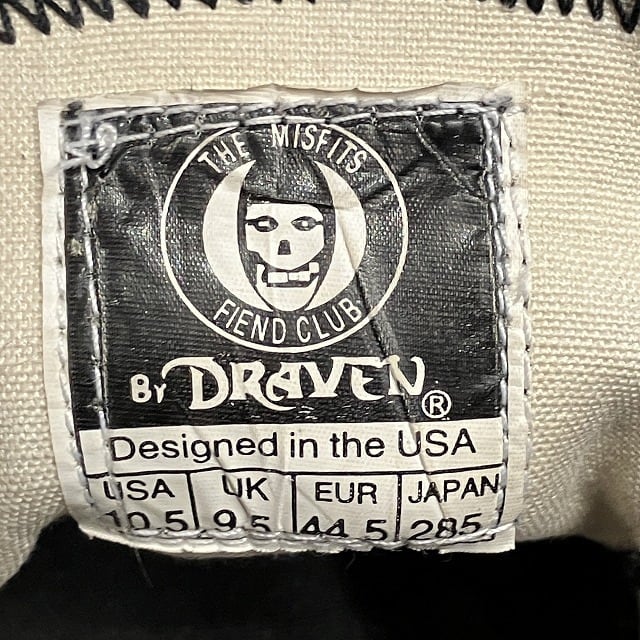 THE MISFITS
FIEND CLUB
BY DRAVEN ®
Designed in the USA
USA UK EUR JAPAN
10.5 9.5 44.5 285